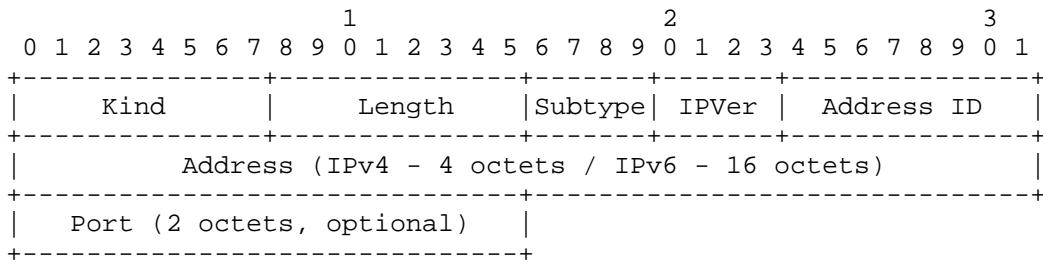 1                   2                   3
 0 1 2 3 4 5 6 7 8 9 0 1 2 3 4 5 6 7 8 9 0 1 2 3 4 5 6 7 8 9 0 1
+---------------+---------------+-------+-------+---------------+
|     Kind      |     Length    |Subtype| IPVer |  Address ID   |
+---------------+---------------+-------+-------+---------------+
|          Address (IPv4 - 4 octets / IPv6 - 16 octets)         |
+-------------------------------+-------------------------------+
|   Port (2 octets, optional)   |
+-------------------------------+